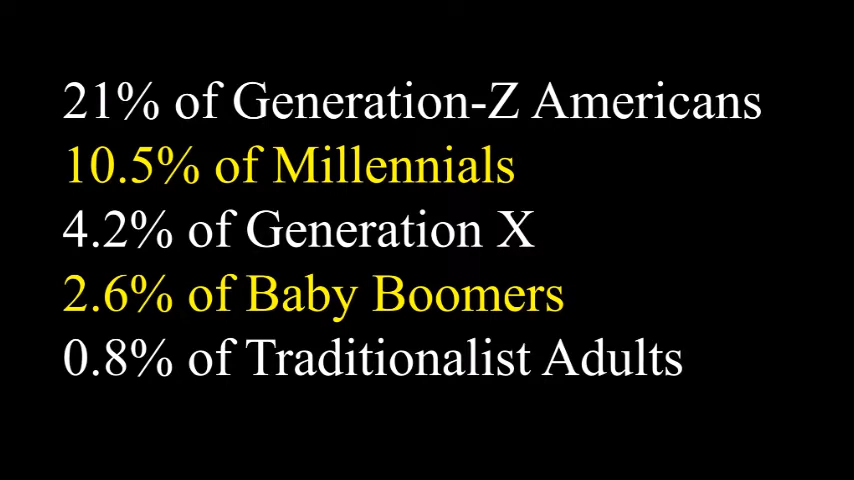 21% of Generation-Z Americans
10.5% of Millennials
4.2% of Generation X
2.6% of Baby Boomers
0.8% of Traditionalist Adults